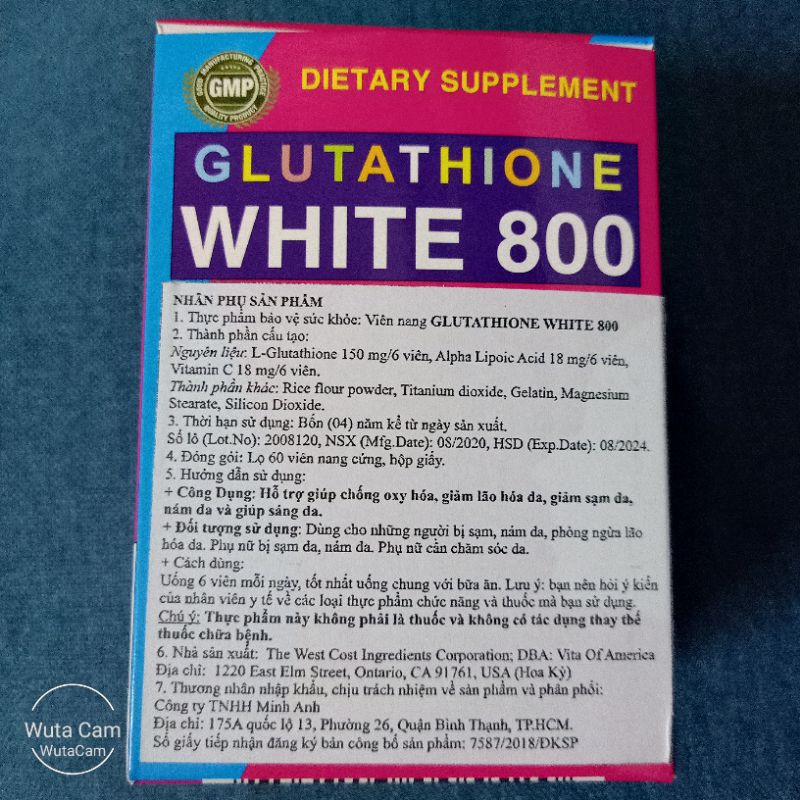 GOOD MANUFACTURING PRACTICE
GMP
QUALITY PRODUCT
DIETARY SUPPLEMENT
GLUTATHIONE
WHITE 800
NHÃN PHỤ SẢN PHẨM
1. Thực phẩm bảo vệ sức khỏe: Viên nang GLUTATHIONE WHITE 800
2. Thành phần cấu tạo:
Nguyên liệu: L-Glutathione 150 mg/6 viên, Alpha Lipoic Acid 18 mg/6 viên,
Vitamin C 18 mg/6 viên.
Thành phần khác: Rice flour powder, Titanium dioxide, Gelatin, Magnesium
Stearate, Silicon Dioxide.
3. Thời hạn sử dụng: Bốn (04) năm kể từ ngày sản xuất.
Số lô (Lot.No): 2008120, NSX (Mfg.Date): 08/2020, HSD (Exp.Date): 08/2024.
4. Đóng gói: Lọ 60 viên nang cứng, hộp giấy.
5. Hướng dẫn sử dụng:
+ Công Dụng: Hỗ trợ giúp chống oxy hóa, giảm lão hóa da, giảm sạm da,
nám da và giúp sáng da.
+ Đối tượng sử dụng: Dùng cho những người bị sạm, nám da, phòng ngừa lão
hóa da. Phụ nữ bị sạm da, nám da. Phụ nữ cần chăm sóc da.
+ Cách dùng:
Uống 6 viên mỗi ngày, tốt nhất uống chung với bữa ăn. Lưu ý: bạn nên hỏi ý kiến
của nhân viên y tế về các loại thực phẩm chức năng và thuốc mà bạn sử dụng.
Chú ý: Thực phẩm này không phải là thuốc và không có tác dụng thay thế
thuốc chữa bệnh.
6. Nhà sản xuất: The West Cost Ingredients Corporation; DBA: Vita Of America
Địa chỉ: 1220 East Elm Street, Ontario, CA 91761, USA (Hoa Kỳ)
7. Thương nhân nhập khẩu, chịu trách nhiệm về sản phẩm và phân phối:
Công ty TNHH Minh Anh
Địa chỉ: 175A quốc lộ 13, Phường 26, Quận Bình Thạnh, TP.HCM.
Số giấy tiếp nhận đăng ký bản công bố sản phẩm: 7587/2018/ĐKSP
Wuta Cam
WutaCam